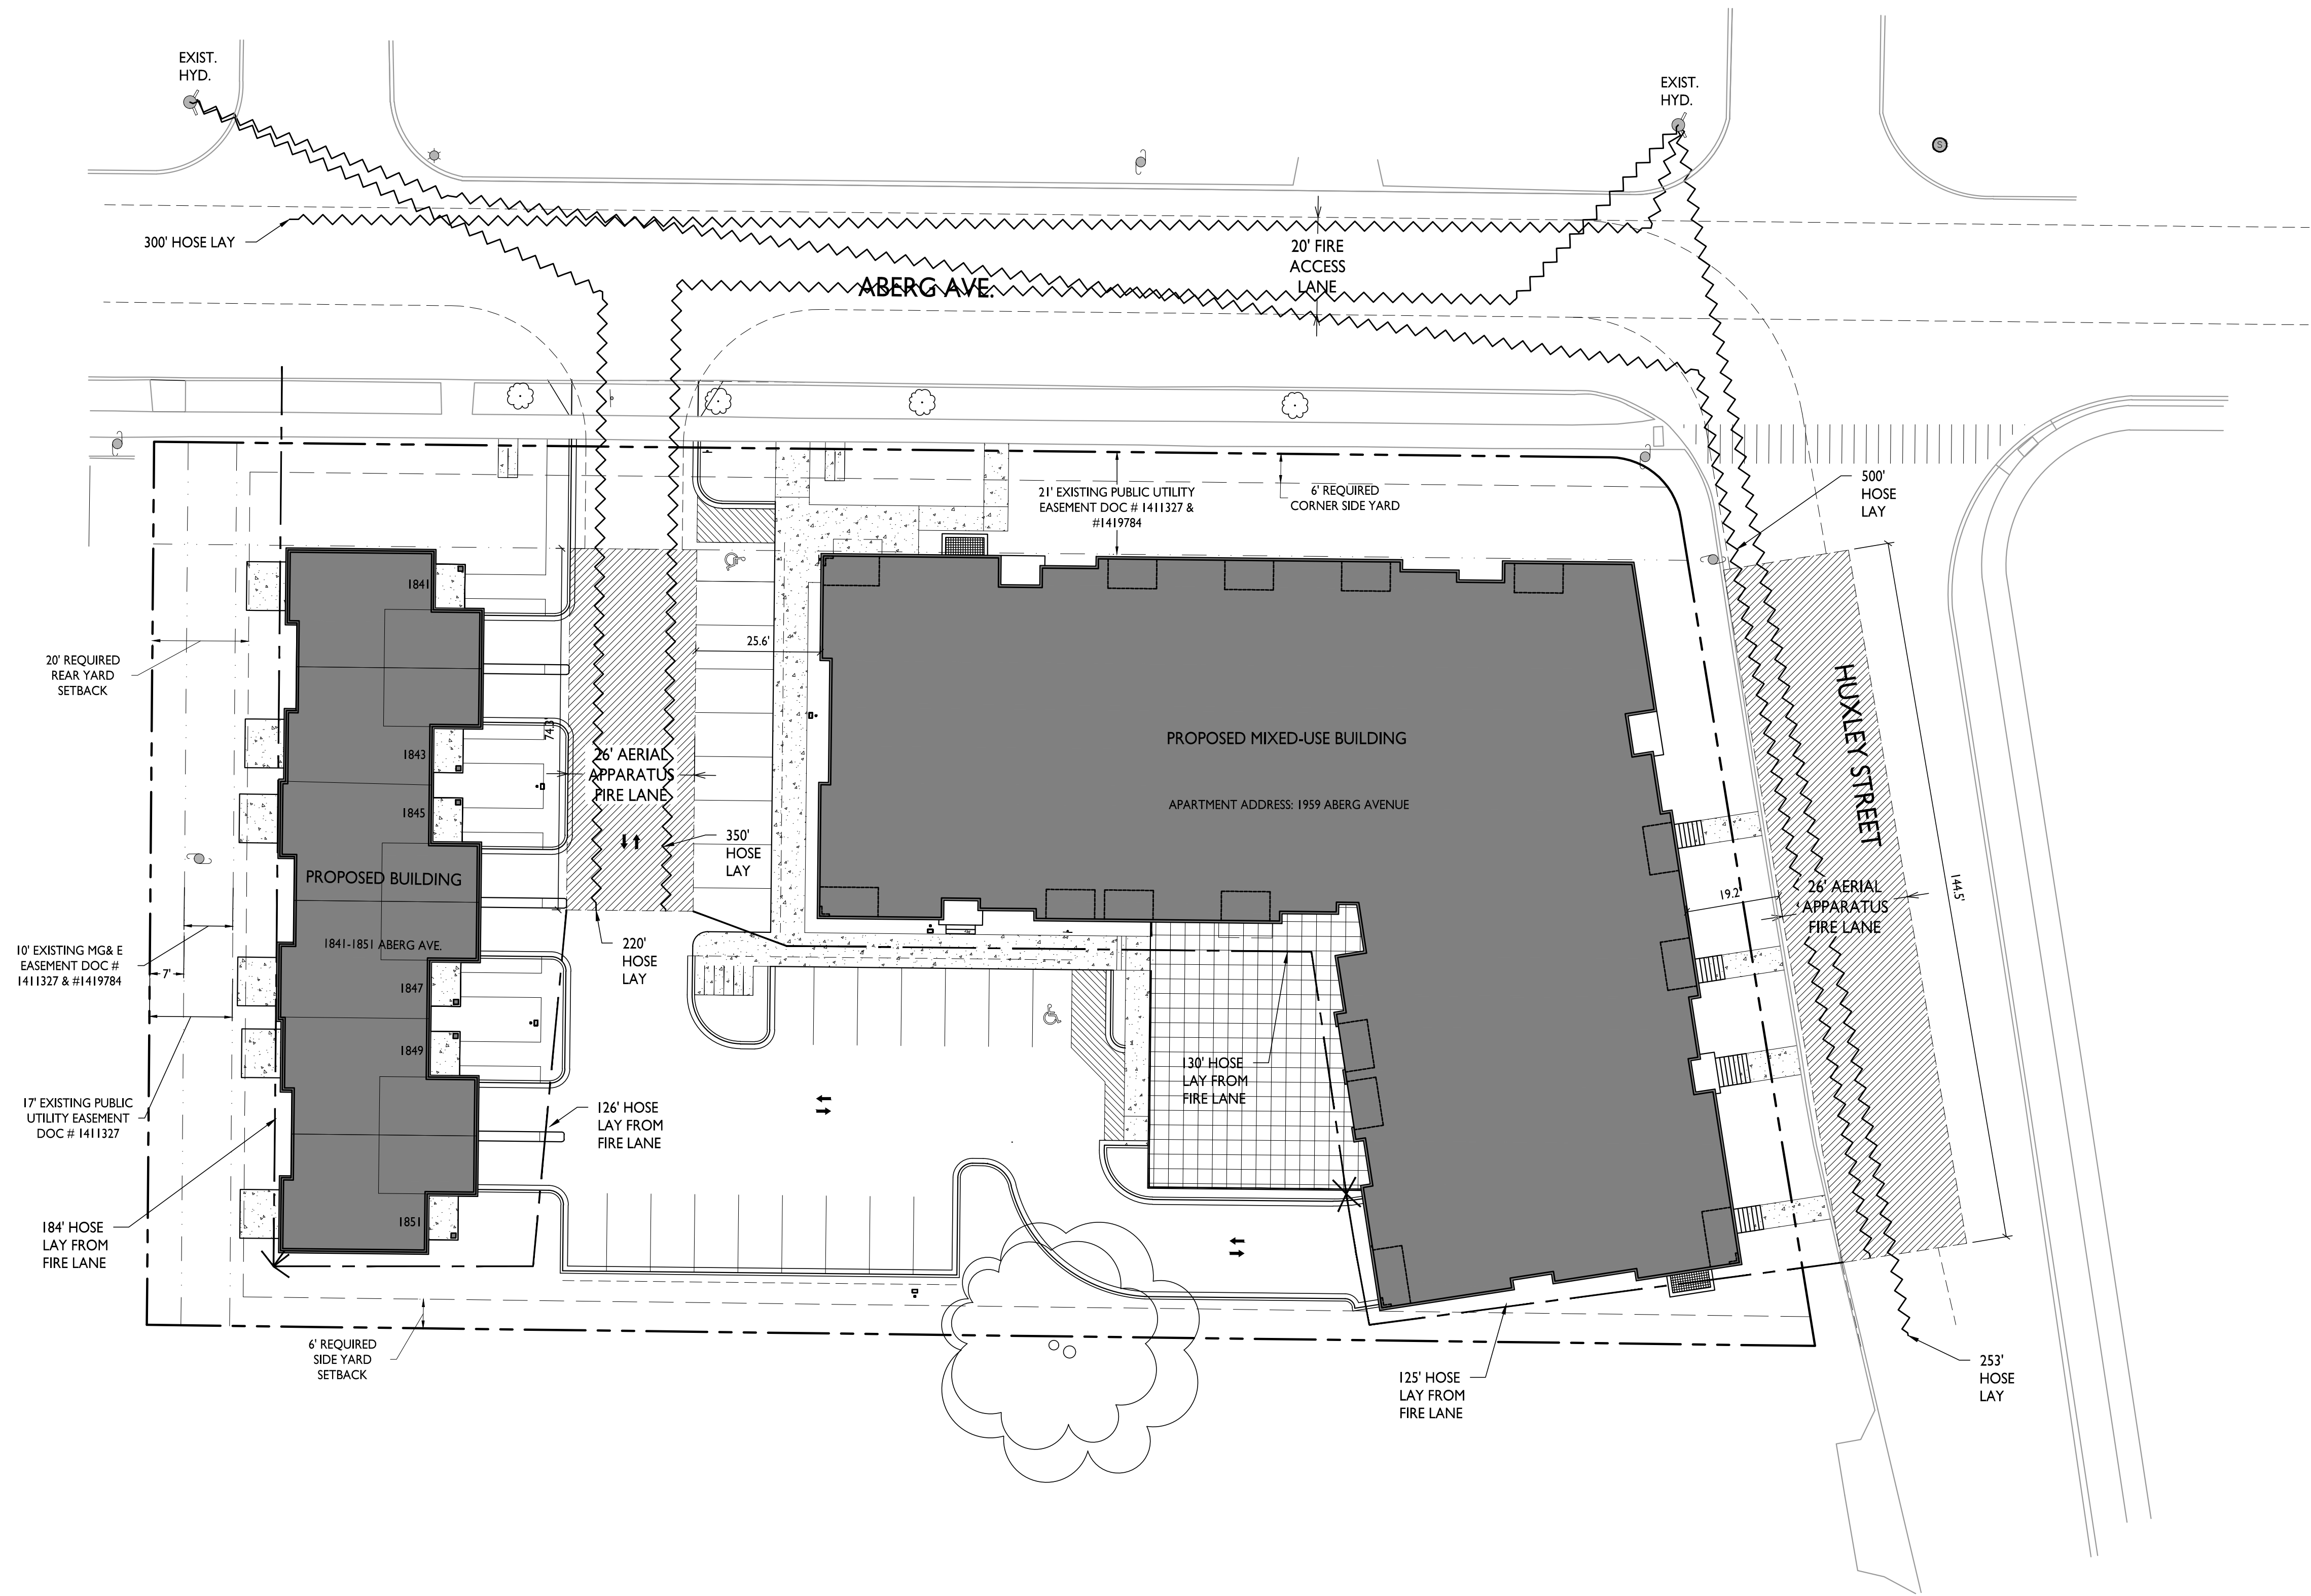 EXIST.
HYD.
EXIST.
HYD.
S
300' HOSE LAY
20' FIRE
ACCESS
LANE
ABERG AVE.
21' EXISTING PUBLIC UTILITY
EASEMENT DOC # 1411327 &
#1419784
6' REQUIRED
CORNER SIDE YARD
500'
HOSE
LAY
1841
20' REQUIRED
REAR YARD
SETBACK
25.6'
74.3'
1843
26' AERIAL
APPARATUS
FIRE LANE
1845
350'
HOSE
LAY
PROPOSED MIXED-USE BUILDING
APARTMENT ADDRESS: 1959 ABERG AVENUE
HUXLEY STREET
PROPOSED BUILDING
1841-1851 ABERG AVE.
19.2'
26' AERIAL
APPARATUS
FIRE LANE
144.5'
10' EXISTING MG& E
EASEMENT DOC #
1411327 & #1419784
7'
220'
HOSE
LAY
1847
1849
130' HOSE
LAY FROM
FIRE LANE
17' EXISTING PUBLIC
UTILITY EASEMENT
DOC # 1411327
126' HOSE
LAY FROM
FIRE LANE
184' HOSE
LAY FROM
FIRE LANE
1851
6' REQUIRED
SIDE YARD
SETBACK
125' HOSE
LAY FROM
FIRE LANE
253'
HOSE
LAY